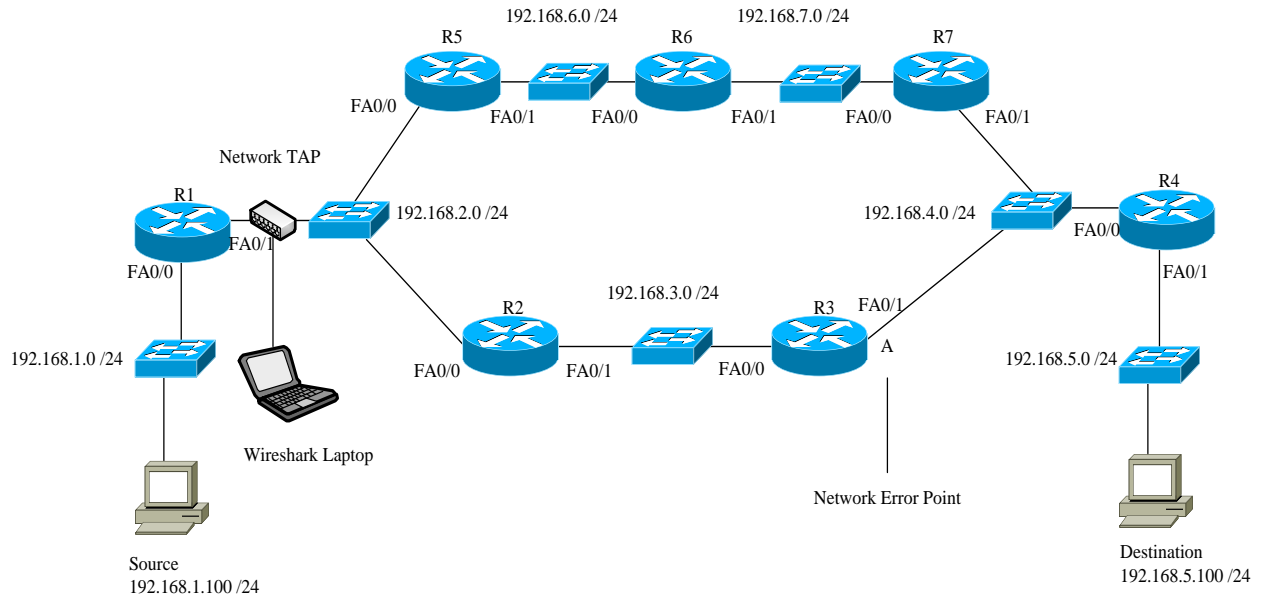 192.168.6.0 /24
192.168.7.0 /24
R5
R6
R7
FA0/0
FA0/1
FA0/0
FA0/1
FA0/0
FA0/1
Network TAP
R1
192.168.2.0 /24
192.168.4.0 /24
R4
FA0/1
FA0/0
FA0/0
FA0/1
192.168.3.0 /24
FA0/1
R2
R3
A
192.168.1.0 /24
FA0/0
FA0/1
FA0/0
192.168.5.0 /24
Wireshark Laptop
Network Error Point
Source
192.168.1.100 /24
Destination
192.168.5.100 /24